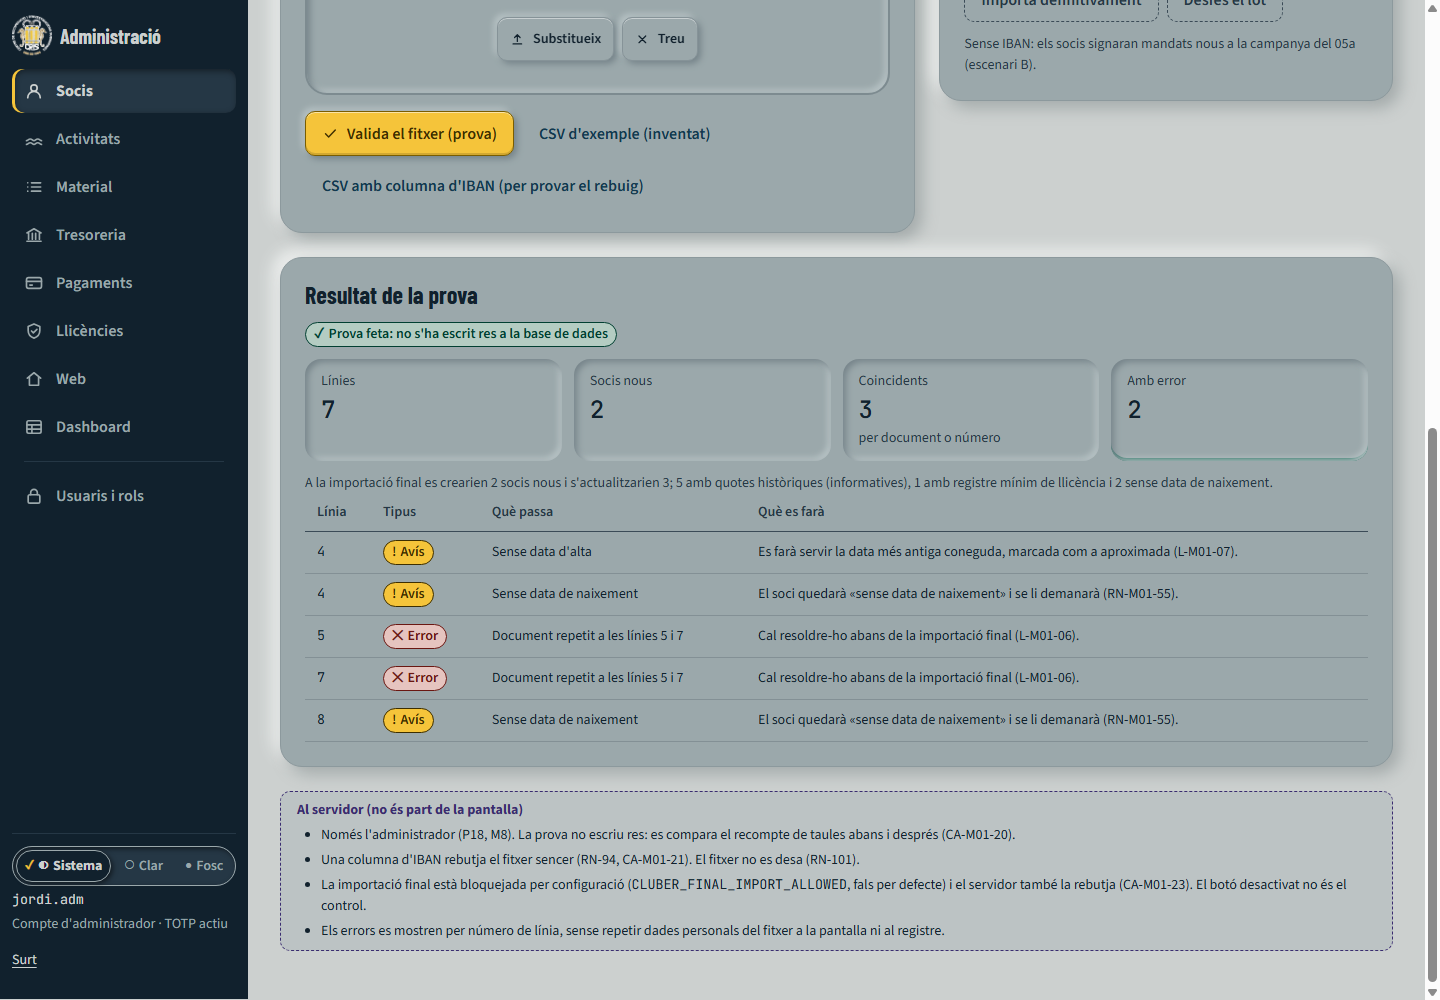 Administració
Socis
Activitats
Material
Tresoreria
Pagaments
Llicències
Web
Dashboard
Usuaris i rols
Sistema
Clar
Fosc
jordi.adm
Compte d'administrador · TOTP actiu
Surt
Substitueix
Treu
Valida el fitxer (prova)
CSV d'exemple (inventat)
CSV amb columna d'IBAN (per provar el rebuig)
Importa definitivament
Desfés el lot
Sense IBAN: els socis signaran mandats nous a la campanya del 05a
(escenari B).
Resultat de la prova
✓ Prova feta: no s'ha escrit res a la base de dades
Línies
7
Socis nous
2
Coincidents
3
per document o número
Amb error
2
A la importació final es crearien 2 socis nous i s'actualitzarien 3; 5 amb quotes històriques (informatives), 1 amb registre mínim de llicència i 2 sense data de naixement.
Línia Tipus Què passa Què es farà
4 ! Avís Sense data d'alta Es farà servir la data més antiga coneguda, marcada com a aproximada (L-M01-07).
4 ! Avís Sense data de naixement El soci quedarà «sense data de naixement» i se li demanarà (RN-M01-55).
5 ✕ Error Document repetit a les línies 5 i 7 Cal resoldre-ho abans de la importació final (L-M01-06).
7 ✕ Error Document repetit a les línies 5 i 7 Cal resoldre-ho abans de la importació final (L-M01-06).
8 ! Avís Sense data de naixement El soci quedarà «sense data de naixement» i se li demanarà (RN-M01-55).
Al servidor (no és part de la pantalla)
• Només l'administrador (P18, M8). La prova no escriu res: es compara el recompte de taules abans i després (CA-M01-20).
• Una columna d'IBAN rebutja el fitxer sencer (RN-94, CA-M01-21). El fitxer no es desa (RN-101).
• La importació final està bloquejada per configuració (CLUBER_FINAL_IMPORT_ALLOWED, fals per defecte) i el servidor també la rebutja (CA-M01-23). El botó desactivat no és el
control.
• Els errors es mostren per número de línia, sense repetir dades personals del fitxer a la pantalla ni al registre.